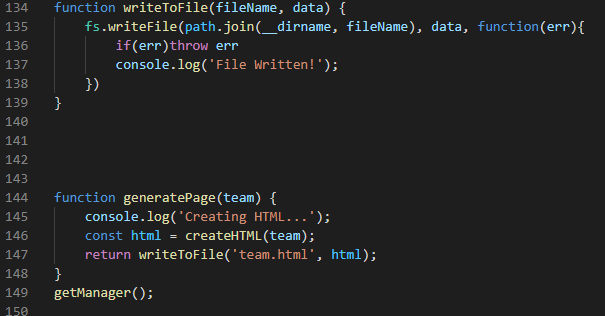 134 function writeToFile(fileName, data) {
135 fs.writeFile(path.join(__dirname, fileName), data, function(err){
136 if(err)throw err
137 console.log('File Written!');
138 })
139 }
140
141
142
143
144 function generatePage(team) {
145 console.log('Creating HTML...');
146 const html = createHTML(team);
147 return writeToFile('team.html', html);
148 }
149 getManager();
150